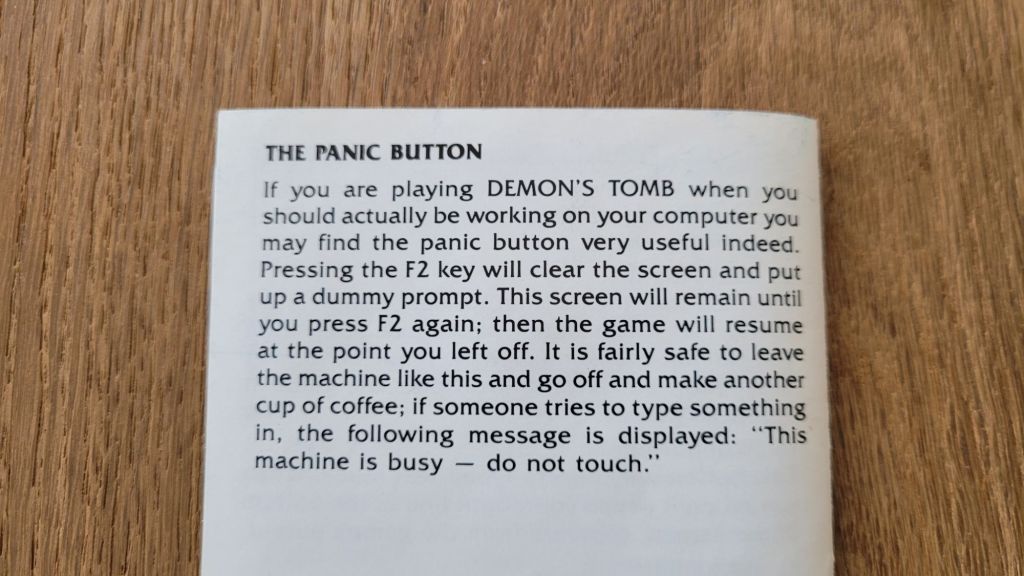 THE PANIC BUTTON
If you are playing DEMON'S TOMB when you
should actually be working on your computer you
may find the panic button very useful indeed.
Pressing the F2 key will clear the screen and put
up a dummy prompt. This screen will remain until
you press F2 again; then the game will resume
at the point you left off. It is fairly safe to leave
the machine like this and go off and make another
cup of coffee; if someone tries to type something
in, the following message is displayed: "This
machine is busy — do not touch."